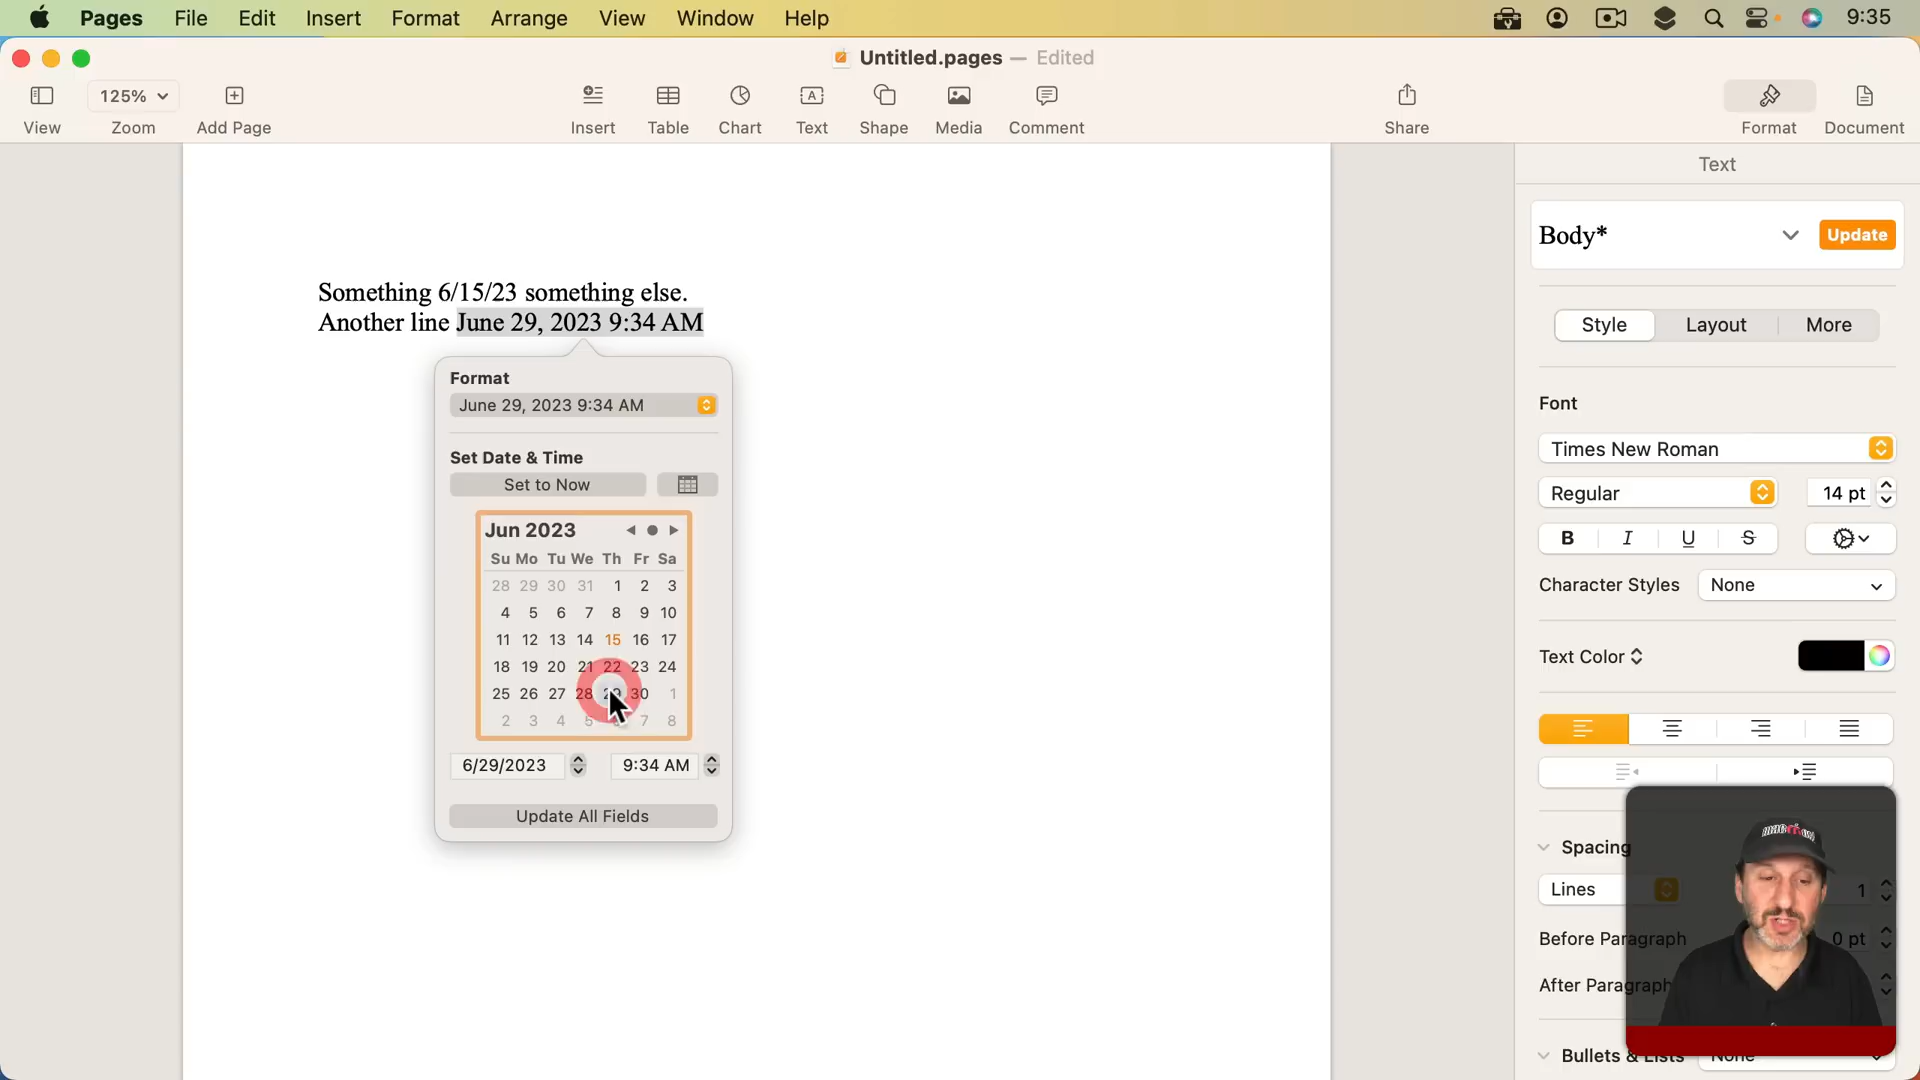 Pages File Edit Insert Format Arrange View Window Help 9:35
Untitled.pages — Edited
125%
View Zoom Add Page Insert Table Chart Text Shape Media Comment Share Format Document
Text
Body* Update
Something 6/15/23 something else.
Another line June 29, 2023 9:34 AM
Format
June 29, 2023 9:34 AM
Set Date & Time
Set to Now
Jun 2023
Su Mo Tu We Th Fr Sa
28 29 30 31 1 2 3
4 5 6 7 8 9 10
11 12 13 14 15 16 17
18 19 20 21 22 23 24
25 26 27 28 29 30 1
2 3 4 5 6 7 8
6/29/2023 9:34 AM
Update All Fields
Style Layout More
Font
Times New Roman
Regular 14 pt
B I U S
Character Styles None
Text Color
Spacing
Lines 1
Before Paragraph 0 pt
After Paragraph
Bullets & Lists None